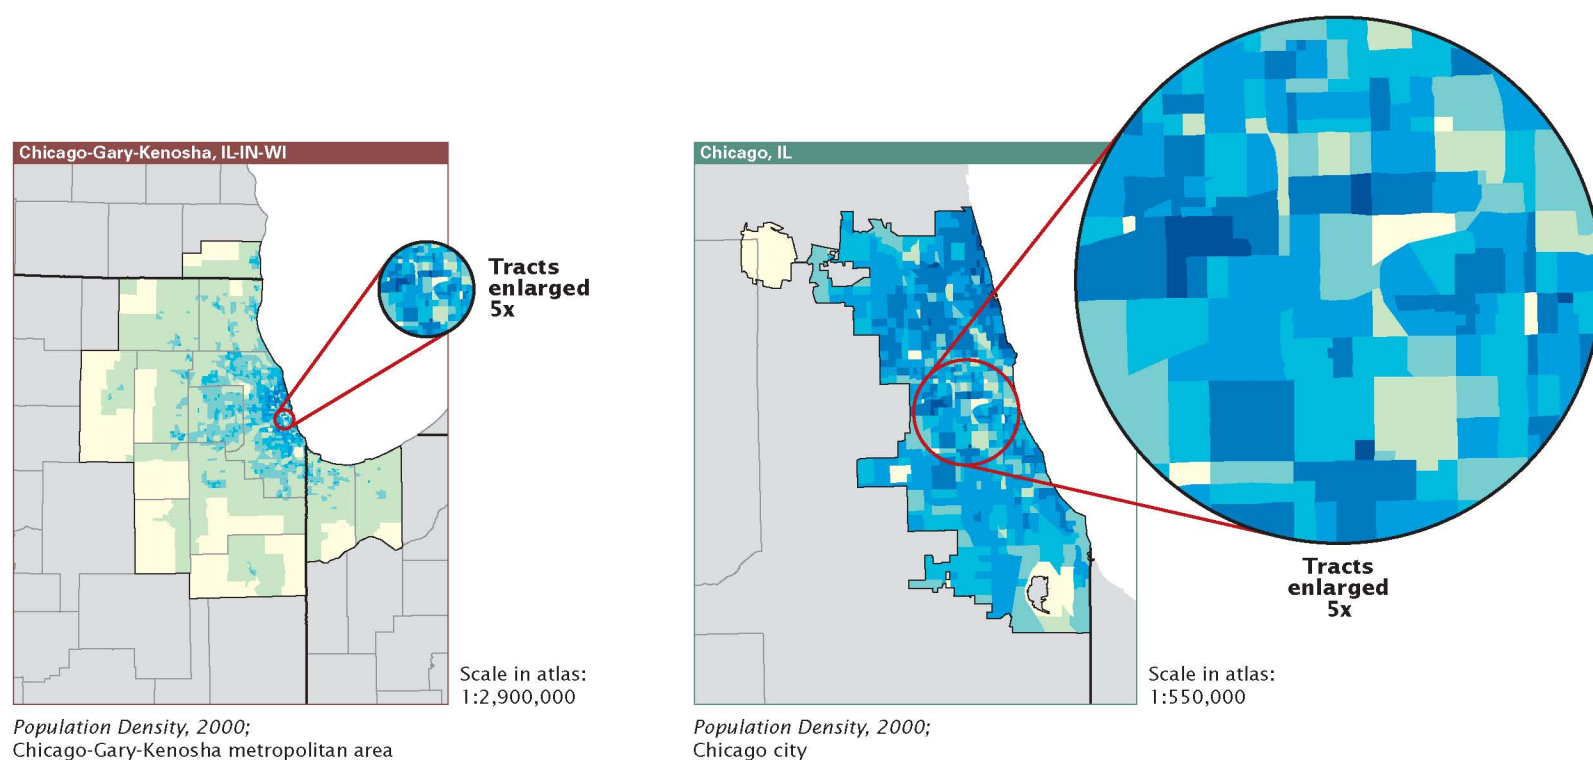 Chicago-Gary-Kenosha, IL-IN-WI
Tracts
enlarged
5x
Scale in atlas:
1:2,900,000
Population Density, 2000;
Chicago-Gary-Kenosha metropolitan area
Chicago, IL
Tracts
enlarged
5x
Scale in atlas:
1:550,000
Population Density, 2000;
Chicago city